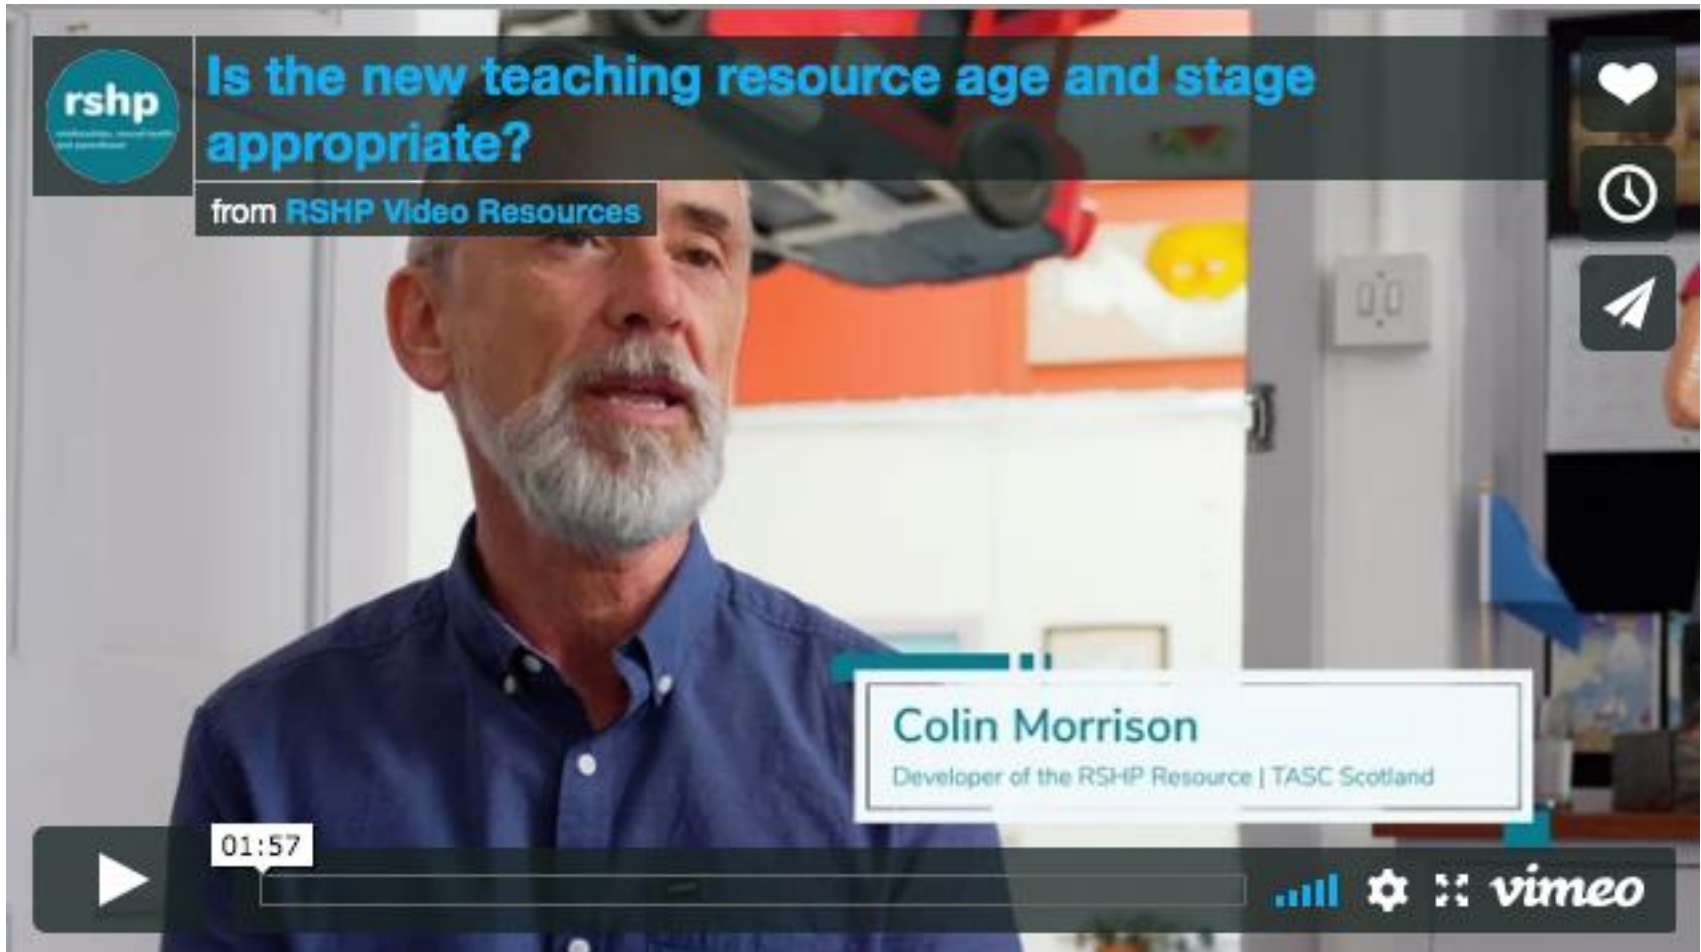 rshp
Is the new teaching resource age and stage
appropriate?
from RSHP Video Resources
Colin Morrison
Developer of the RSHP Resource | TASC Scotland
01:57
vimeo